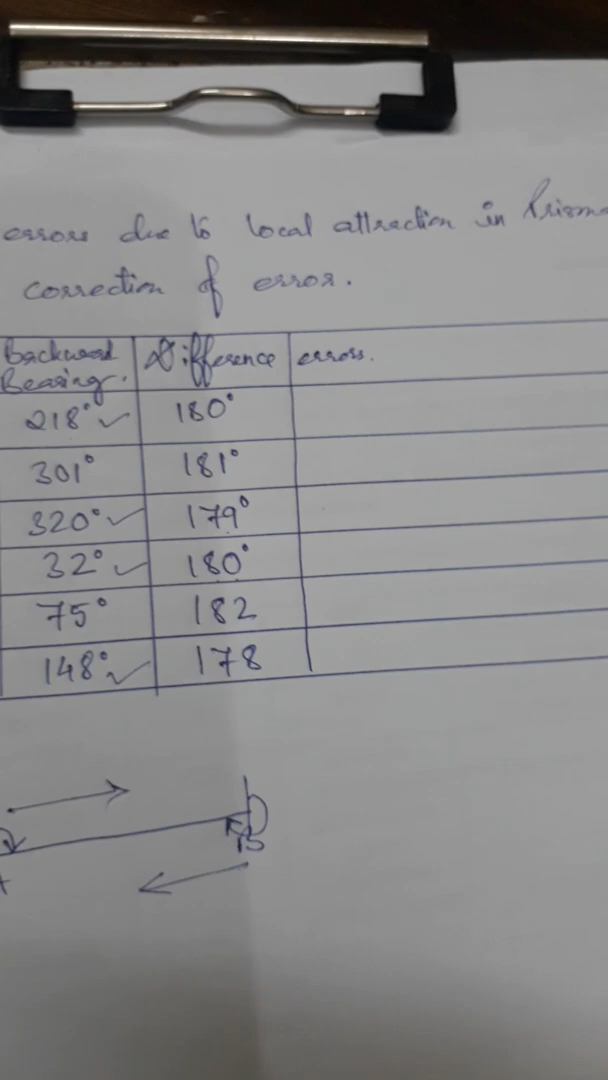 errors due to local attraction in Prisma
correction of error.
Backward Difference errors.
Bearing.
218° ✓ 180°
301° 181°
320° ✓ 179°
32° ✓ 180°
75° 182
148° ✓ 178
B